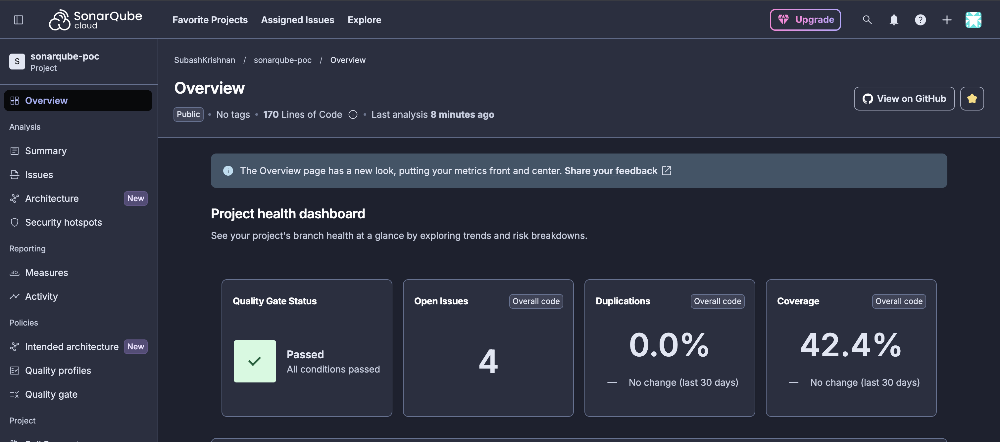 SonarQube
cloud
Favorite Projects
Assigned Issues
Explore
Upgrade
S
sonarqube-poc
Project
Overview
Analysis
Summary
Issues
Architecture New
Security hotspots
Reporting
Measures
Activity
Policies
Intended architecture New
Quality profiles
Quality gate
Project
SubashKrishnan / sonarqube-poc / Overview
Overview
Public • No tags • 170 Lines of Code • Last analysis 8 minutes ago
View on GitHub
The Overview page has a new look, putting your metrics front and center. Share your feedback
Project health dashboard
See your project's branch health at a glance by exploring trends and risk breakdowns.
Quality Gate Status
Passed
All conditions passed
Open Issues Overall code
4
Duplications Overall code
0.0%
— No change (last 30 days)
Coverage Overall code
42.4%
— No change (last 30 days)